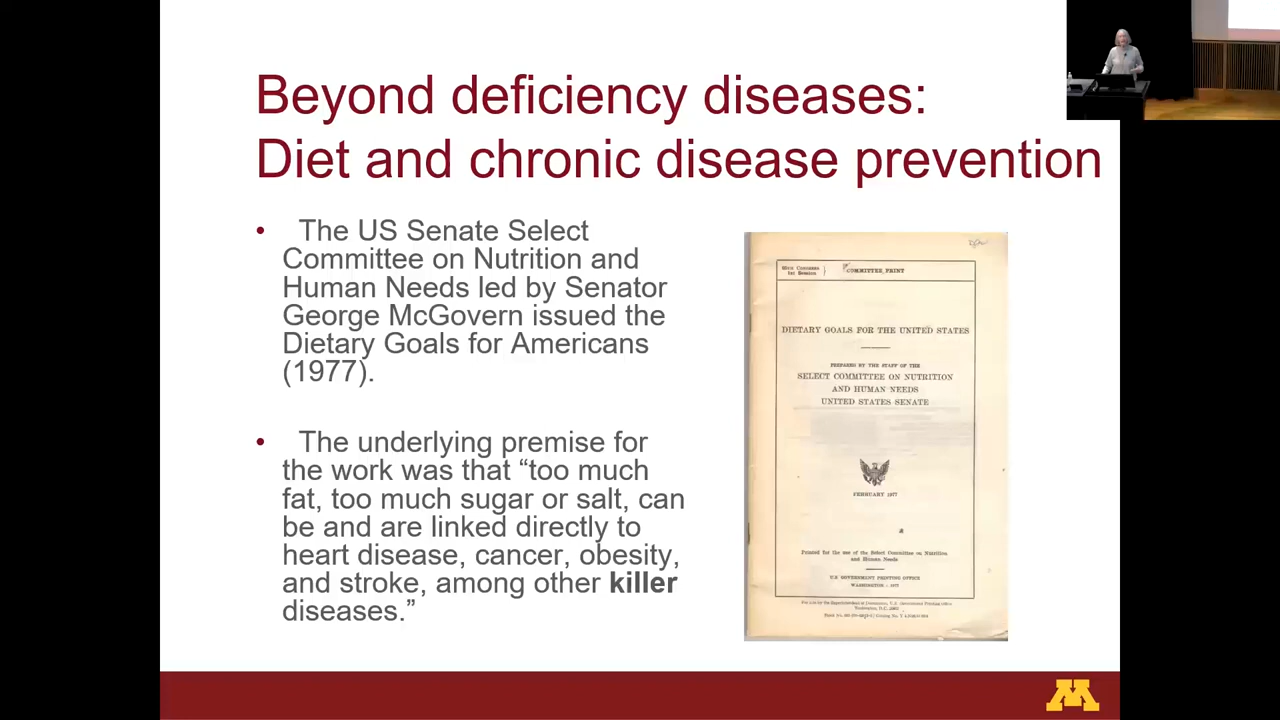 Beyond deficiency diseases:
Diet and chronic disease prevention
• The US Senate Select
Committee on Nutrition and
Human Needs led by Senator
George McGovern issued the
Dietary Goals for Americans
(1977).
• The underlying premise for
the work was that “too much
fat, too much sugar or salt, can
be and are linked directly to
heart disease, cancer, obesity,
and stroke, among other killer
diseases.”
1st Session
COMMITTEE PRINT
DIETARY GOALS FOR THE UNITED STATES
PREPARED BY THE STAFF OF THE
SELECT COMMITTEE ON NUTRITION
AND HUMAN NEEDS
UNITED STATES SENATE
FEBRUARY 1977
Printed for the use of the Select Committee on Nutrition
and Human Needs
U.S. GOVERNMENT PRINTING OFFICE
WASHINGTON : 1977
M